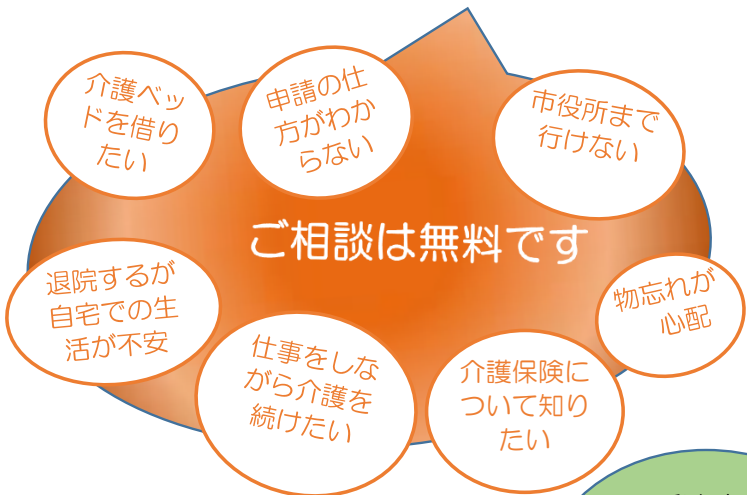 介護ベッ
ドを借り
たい
申請の仕
方がわか
らない
市役所まで
行けない
ご相談は無料です
退院するが
自宅での生
活が不安
物忘れが
心配
仕事をしな
がら介護を
続けたい
介護保険に
ついて知り
たい